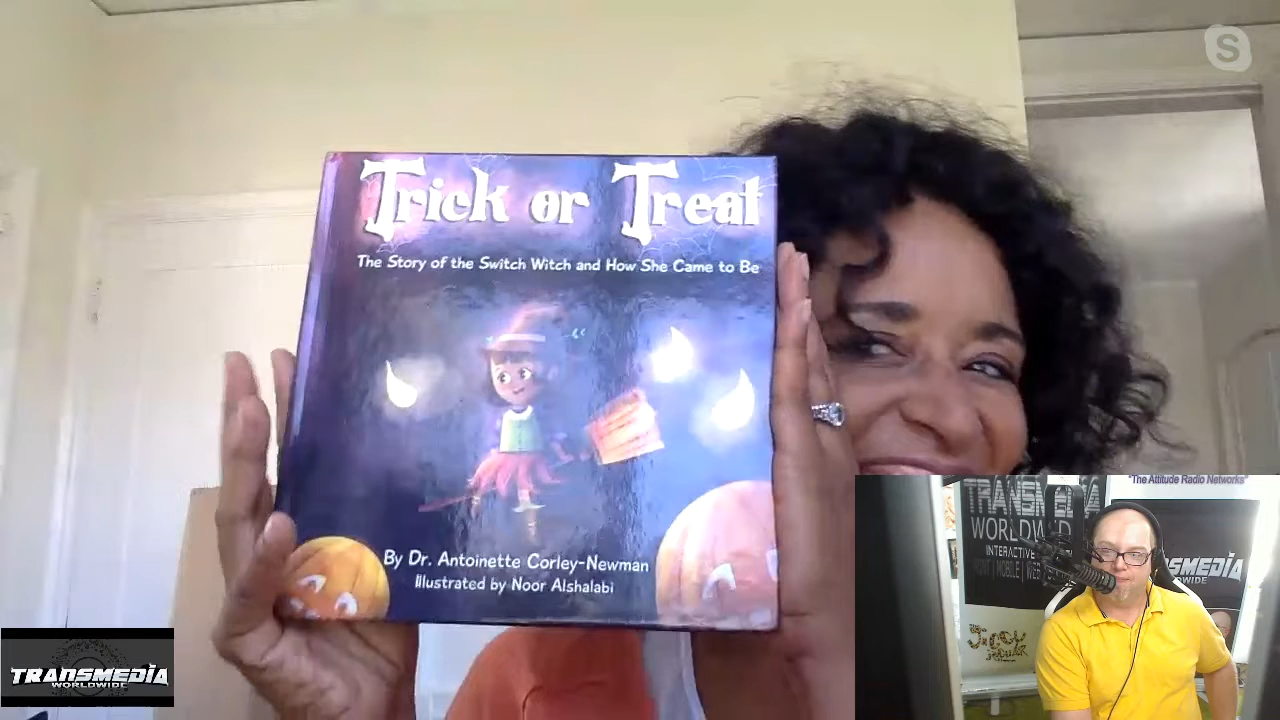 Trick or Treat
The Story of the Switch Witch and How She Came to Be
By Dr. Antoinette Corley-Newman
Illustrated by Noor Alshalabi
S
"The Attitude Radio Networks"
TRANSMEDIA
INTERACTIVE
TRANSMEDIA
WORLDWIDE